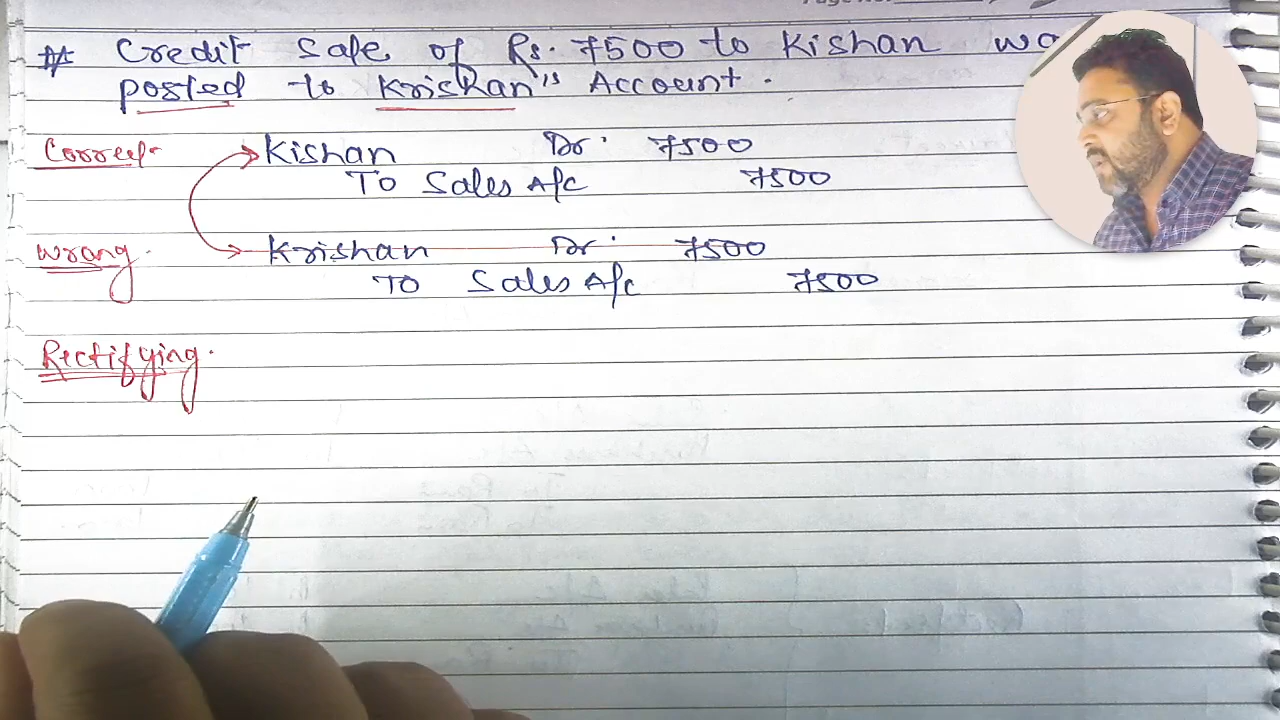 # Credit Sale of Rs. 7500 to Kishan
posted to Krishan's Account.
Correct Kishan Dr. 7500
To Sales A/c 7500
Wrong. Krishan Dr. 7500
To Sales A/c 7500
Rectifying.